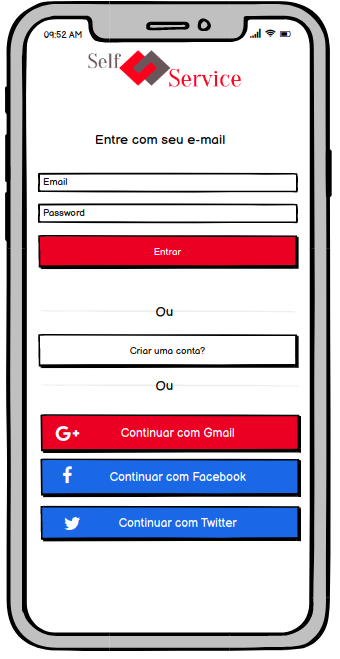 09:52 AM
Self
Service
Entre com seu e-mail
Email
Password
Entrar
Ou
Criar uma conta?
Ou
G+ Continuar com Gmail
f Continuar com Facebook
Continuar com Twitter